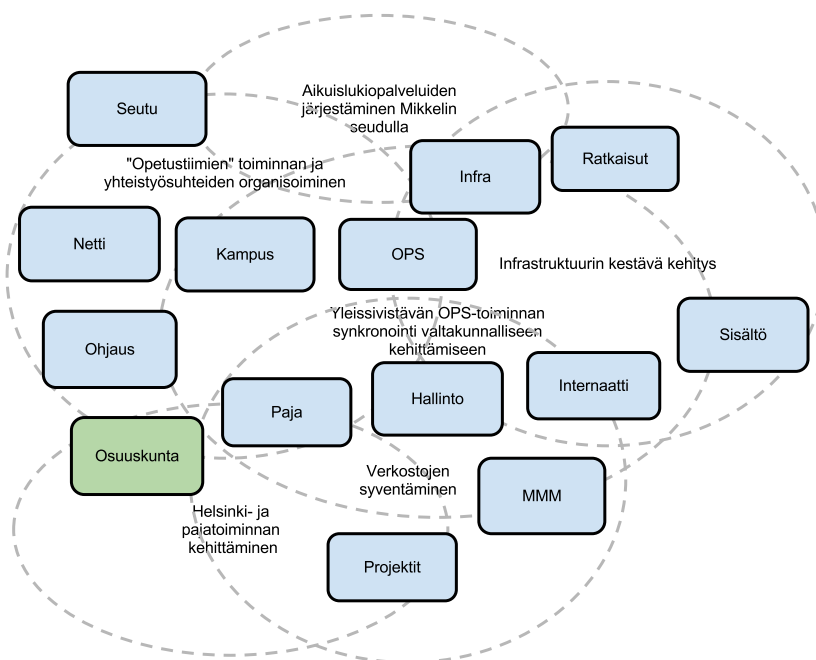 Aikuislukiopalveluiden
järjestäminen Mikkelin
seudulla
Seutu
"Opetustiimien" toiminnan ja
yhteistyösuhteiden organisoiminen
Infra
Ratkaisut
Netti
Kampus
OPS
Infrastruktuurin kestävä kehitys
Yleissivistävän OPS-toiminnan
synkronointi valtakunnalliseen
kehittämiseen
Sisältö
Ohjaus
Internaatti
Hallinto
Paja
Osuuskunta
Verkostojen
syventäminen
MMM
Helsinki- ja
pajatoiminnan
kehittäminen
Projektit